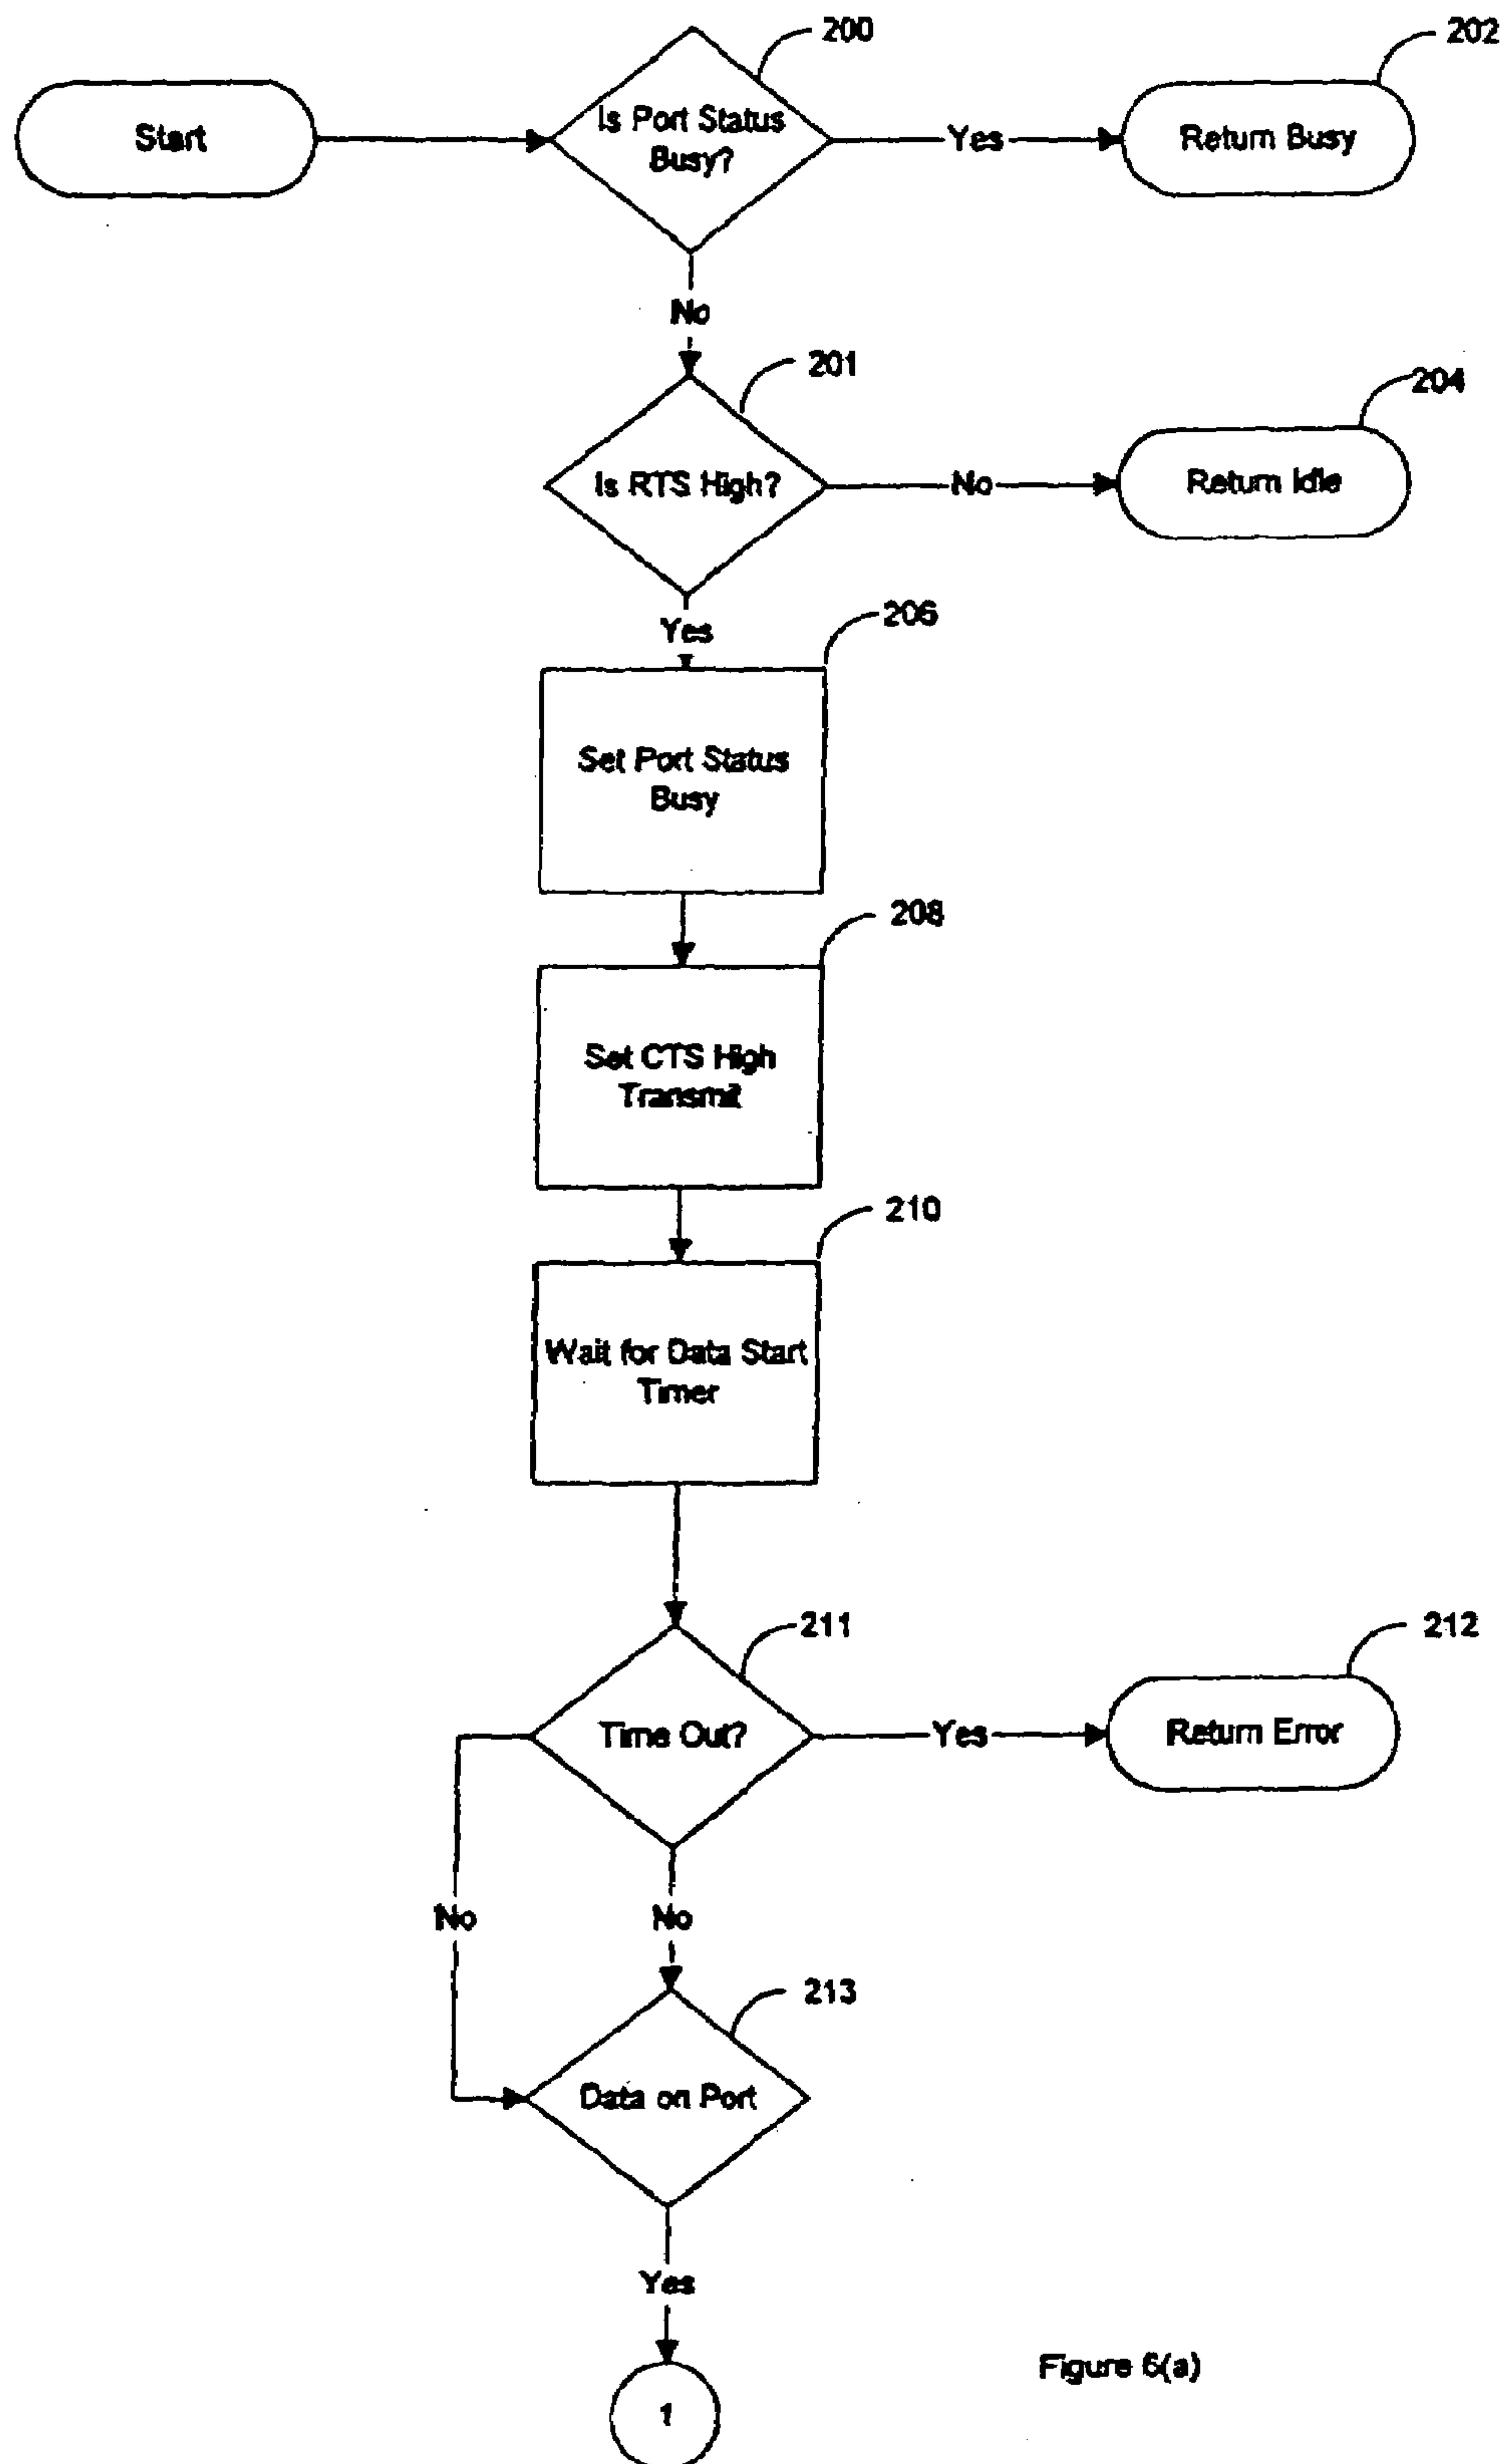 200
202
Start
Is Port Status
Busy?
Yes
Return Busy
No
201
204
Is RTS High?
No
Return Idle
Yes
206
Set Port Status
Busy
208
Set CTS High
Transmit
210
Wait for Data Start
Timer
211
212
Time Out?
Yes
Return Error
No
No
213
Data on Port
Yes
1
Figure 6(a)